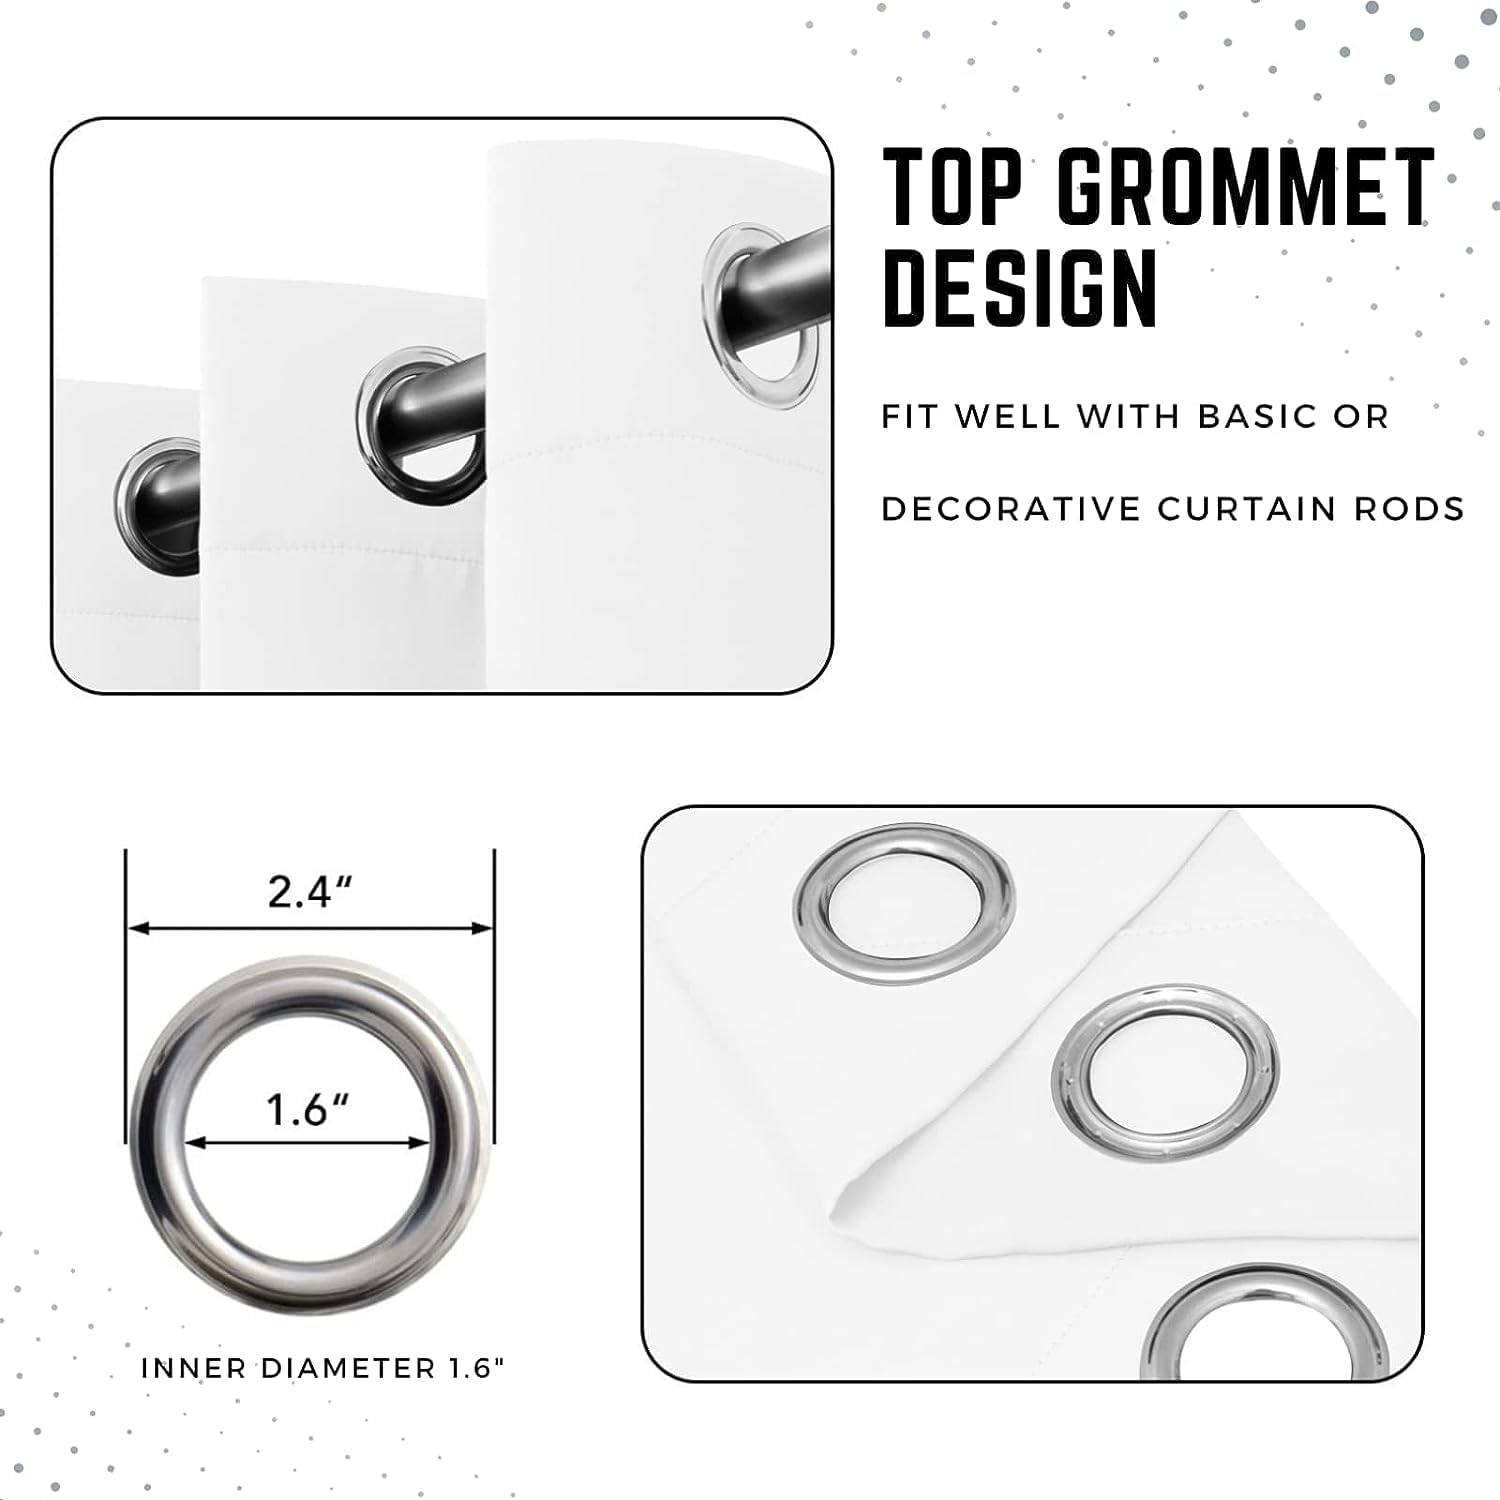 TOP GROMMET
DESIGN
FIT WELL WITH BASIC OR
DECORATIVE CURTAIN RODS
2.4“
1.6“
INNER DIAMETER 1.6"